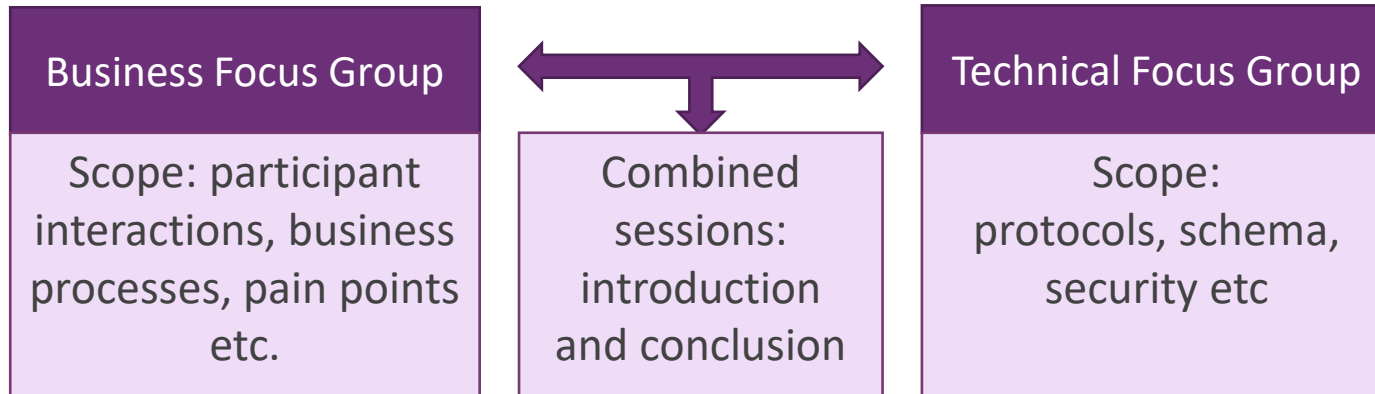 Business Focus Group
Scope: participant
interactions, business
processes, pain points
etc.
Combined
sessions:
introduction
and conclusion
Technical Focus Group
Scope:
protocols, schema,
security etc